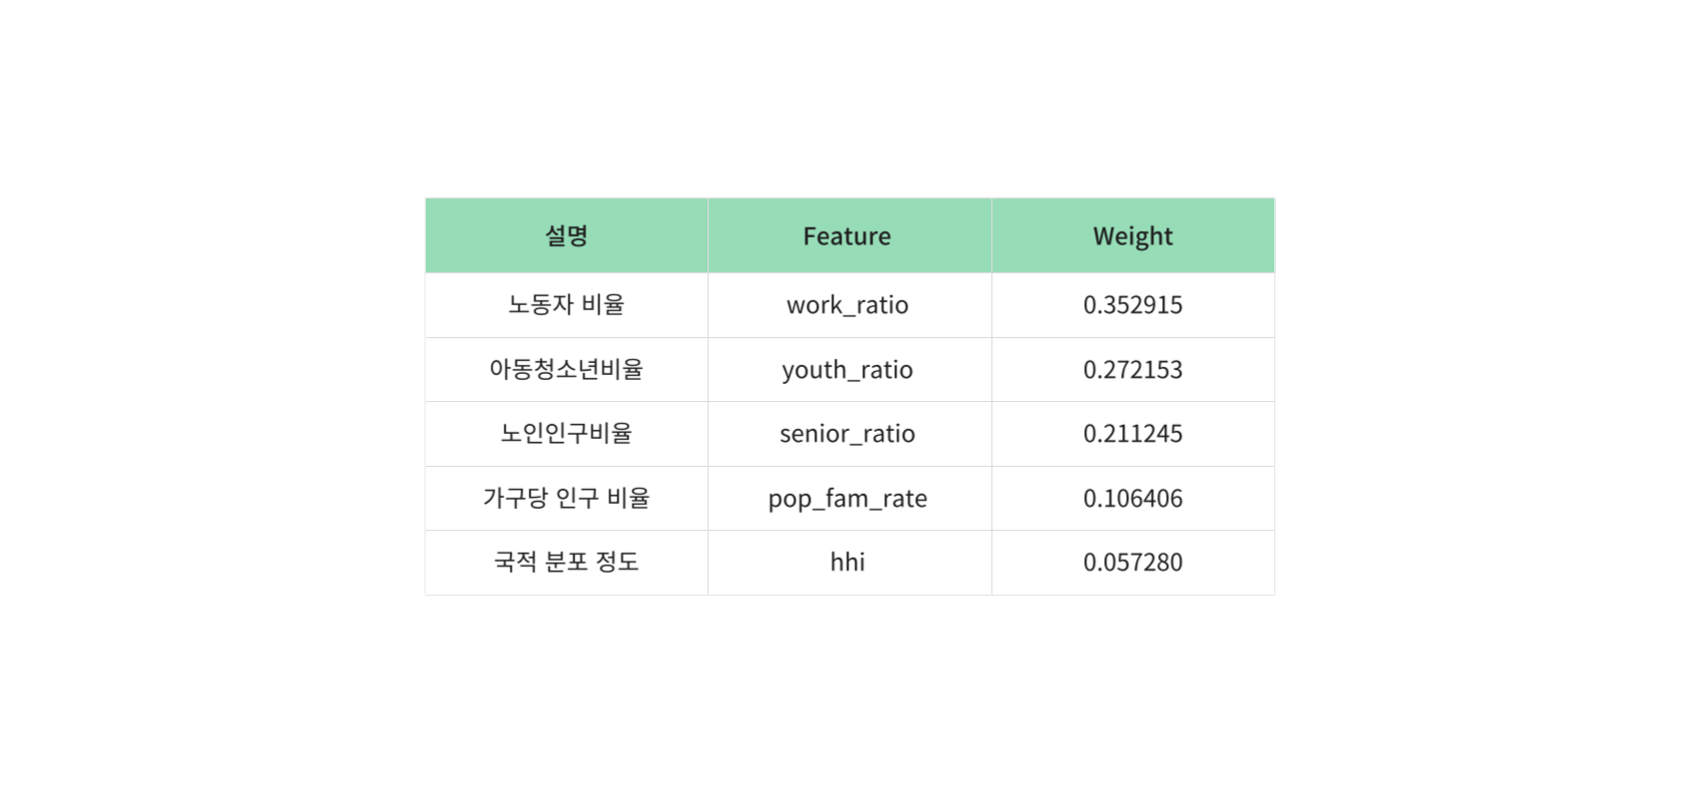 설명 Feature Weight
노동자 비율 work_ratio 0.352915
아동청소년비율 youth_ratio 0.272153
노인인구비율 senior_ratio 0.211245
가구당 인구 비율 pop_fam_rate 0.106406
국적 분포 정도 hhi 0.057280